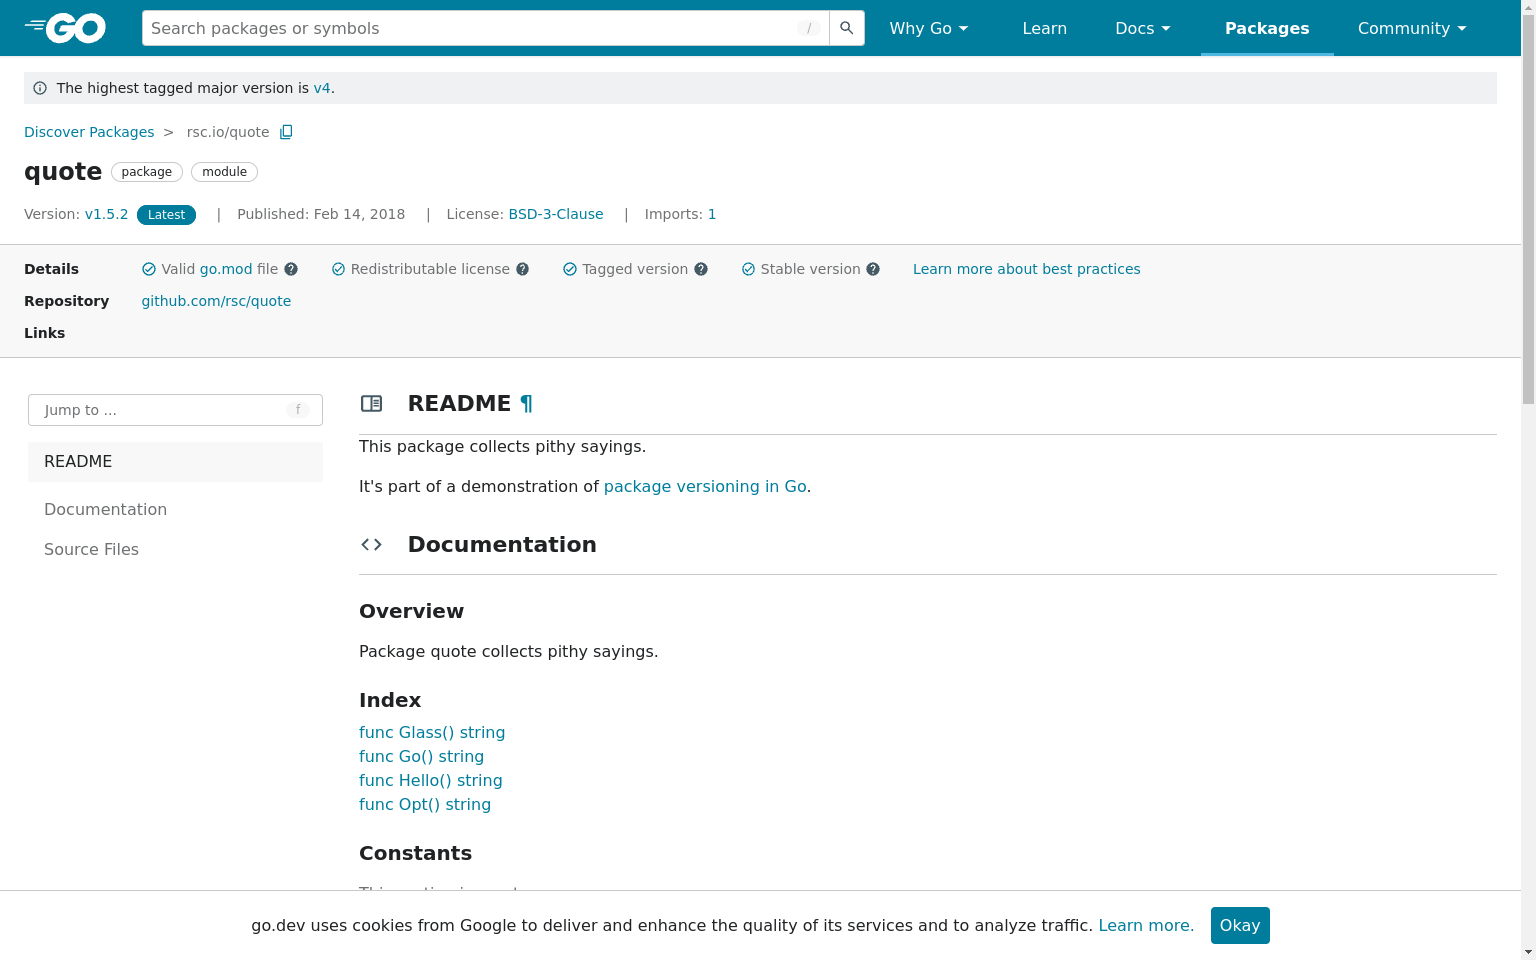 GO
Search packages or symbols /
Why Go
Learn
Docs
Packages
Community
The highest tagged major version is v4.
Discover Packages > rsc.io/quote
quote package module
Version: v1.5.2 Latest | Published: Feb 14, 2018 | License: BSD-3-Clause | Imports: 1
Details Valid go.mod file Redistributable license Tagged version Stable version Learn more about best practices
Repository github.com/rsc/quote
Links
Jump to ... f
README
Documentation
Source Files
README ¶
This package collects pithy sayings.
It's part of a demonstration of package versioning in Go.
Documentation
Overview
Package quote collects pithy sayings.
Index
func Glass() string
func Go() string
func Hello() string
func Opt() string
Constants
go.dev uses cookies from Google to deliver and enhance the quality of its services and to analyze traffic. Learn more. Okay